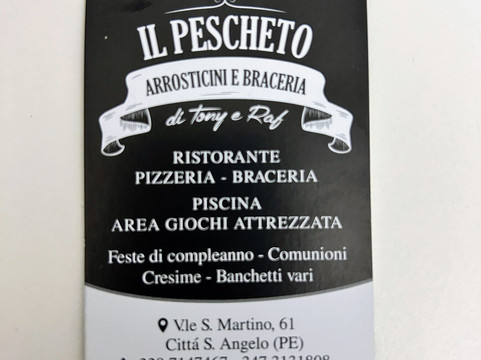 IL PESCHETO
ARROSTICINI E BRACERIA
di Tony e Raf
RISTORANTE
PIZZERIA - BRACERIA
PISCINA
AREA GIOCHI ATTREZZATA
Feste di compleanno - Comunioni
Cresime - Banchetti vari
V.le S. Martino, 61
Cittá S. Angelo (PE)